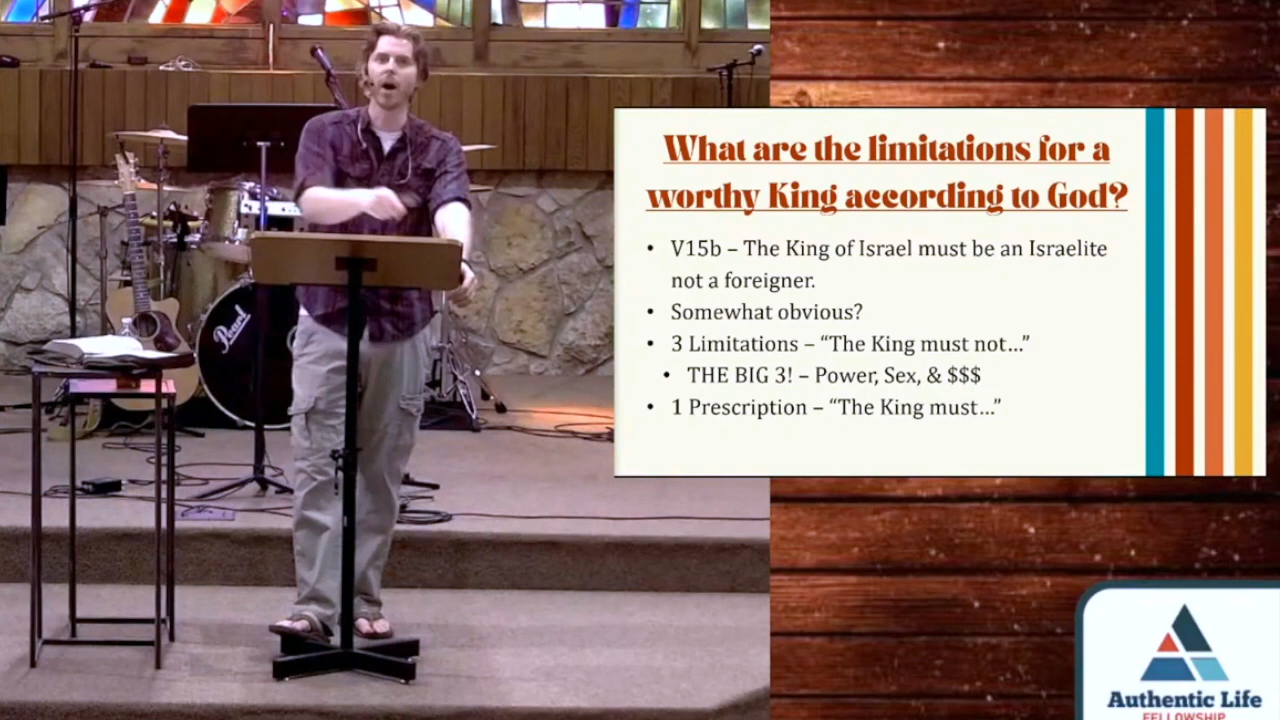 What are the limitations for a
worthy King according to God?
• V15b – The King of Israel must be an Israelite
not a foreigner.
• Somewhat obvious?
• 3 Limitations – “The King must not…”
• THE BIG 3! – Power, Sex, & $$$
• 1 Prescription – “The King must…”
Pearl
Authentic Life
FELLOWSHIP